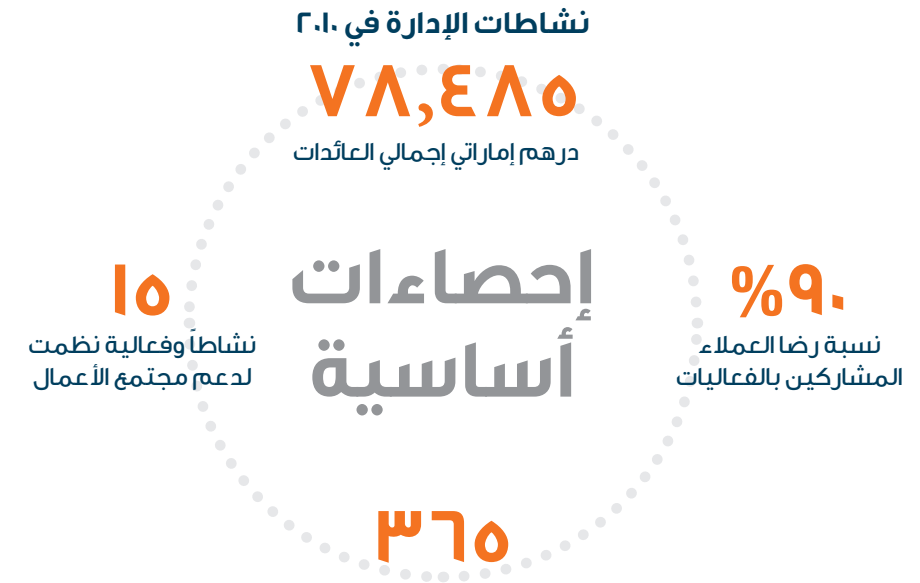 نشاطات الإدارة في ٢٠١٠
٧٨,٤٨٥
درهم إماراتي إجمالي العائدات
إحصاءات
أساسية
٩٠%
نسبة رضا العملاء
المشاركين بالفعاليات
١٥
نشاطاً وفعالية نظمت
لدعم مجتمع الأعمال
٣٦٥